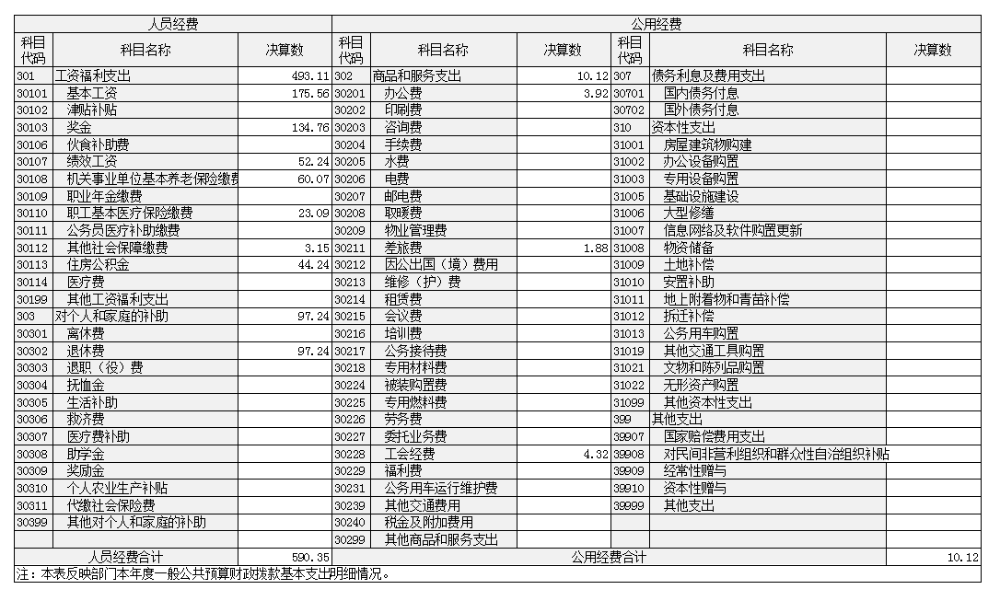 人员经费 公用经费
科目代码 科目名称 决算数 科目代码 科目名称 决算数 科目代码 科目名称 决算数
301 工资福利支出 493.11 302 商品和服务支出 10.12 307 债务利息及费用支出
30101 基本工资 175.56 30201 办公费 3.92 30701 国内债务付息
30102 津贴补贴 30202 印刷费 30702 国外债务付息
30103 奖金 134.76 30203 咨询费 310 资本性支出
30106 伙食补助费 30204 手续费 31001 房屋建筑物购建
30107 绩效工资 52.24 30205 水费 31002 办公设备购置
30108 机关事业单位基本养老保险缴费 60.07 30206 电费 31003 专用设备购置
30109 职业年金缴费 30207 邮电费 31005 基础设施建设
30110 职工基本医疗保险缴费 23.09 30208 取暖费 31006 大型修缮
30111 公务员医疗补助缴费 30209 物业管理费 31007 信息网络及软件购置更新
30112 其他社会保障缴费 3.15 30211 差旅费 1.88 31008 物资储备
30113 住房公积金 44.24 30212 因公出国（境）费用 31009 土地补偿
30114 医疗费 30213 维修（护）费 31010 安置补助
30199 其他工资福利支出 30214 租赁费 31011 地上附着物和青苗补偿
303 对个人和家庭的补助 97.24 30215 会议费 31012 拆迁补偿
30301 离休费 30216 培训费 31013 公务用车购置
30302 退休费 97.24 30217 公务接待费 31019 其他交通工具购置
30303 退职（役）费 30218 专用材料费 31021 文物和陈列品购置
30304 抚恤金 30224 被装购置费 31022 无形资产购置
30305 生活补助 30225 专用燃料费 31099 其他资本性支出
30306 救济费 30226 劳务费 399 其他支出
30307 医疗费补助 30227 委托业务费 39907 国家赔偿费用支出
30308 助学金 30228 工会经费 4.32 39908 对民间非营利组织和群众性自治组织补贴
30309 奖励金 30229 福利费 39909 经常性赠与
30310 个人农业生产补贴 30231 公务用车运行维护费 39910 资本性赠与
30311 代缴社会保险费 30239 其他交通费用 39999 其他支出
30399 其他对个人和家庭的补助 30240 税金及附加费用
30299 其他商品和服务支出
人员经费合计 590.35 公用经费合计 10.12
注：本表反映部门本年度一般公共预算财政拨款基本支出明细情况。